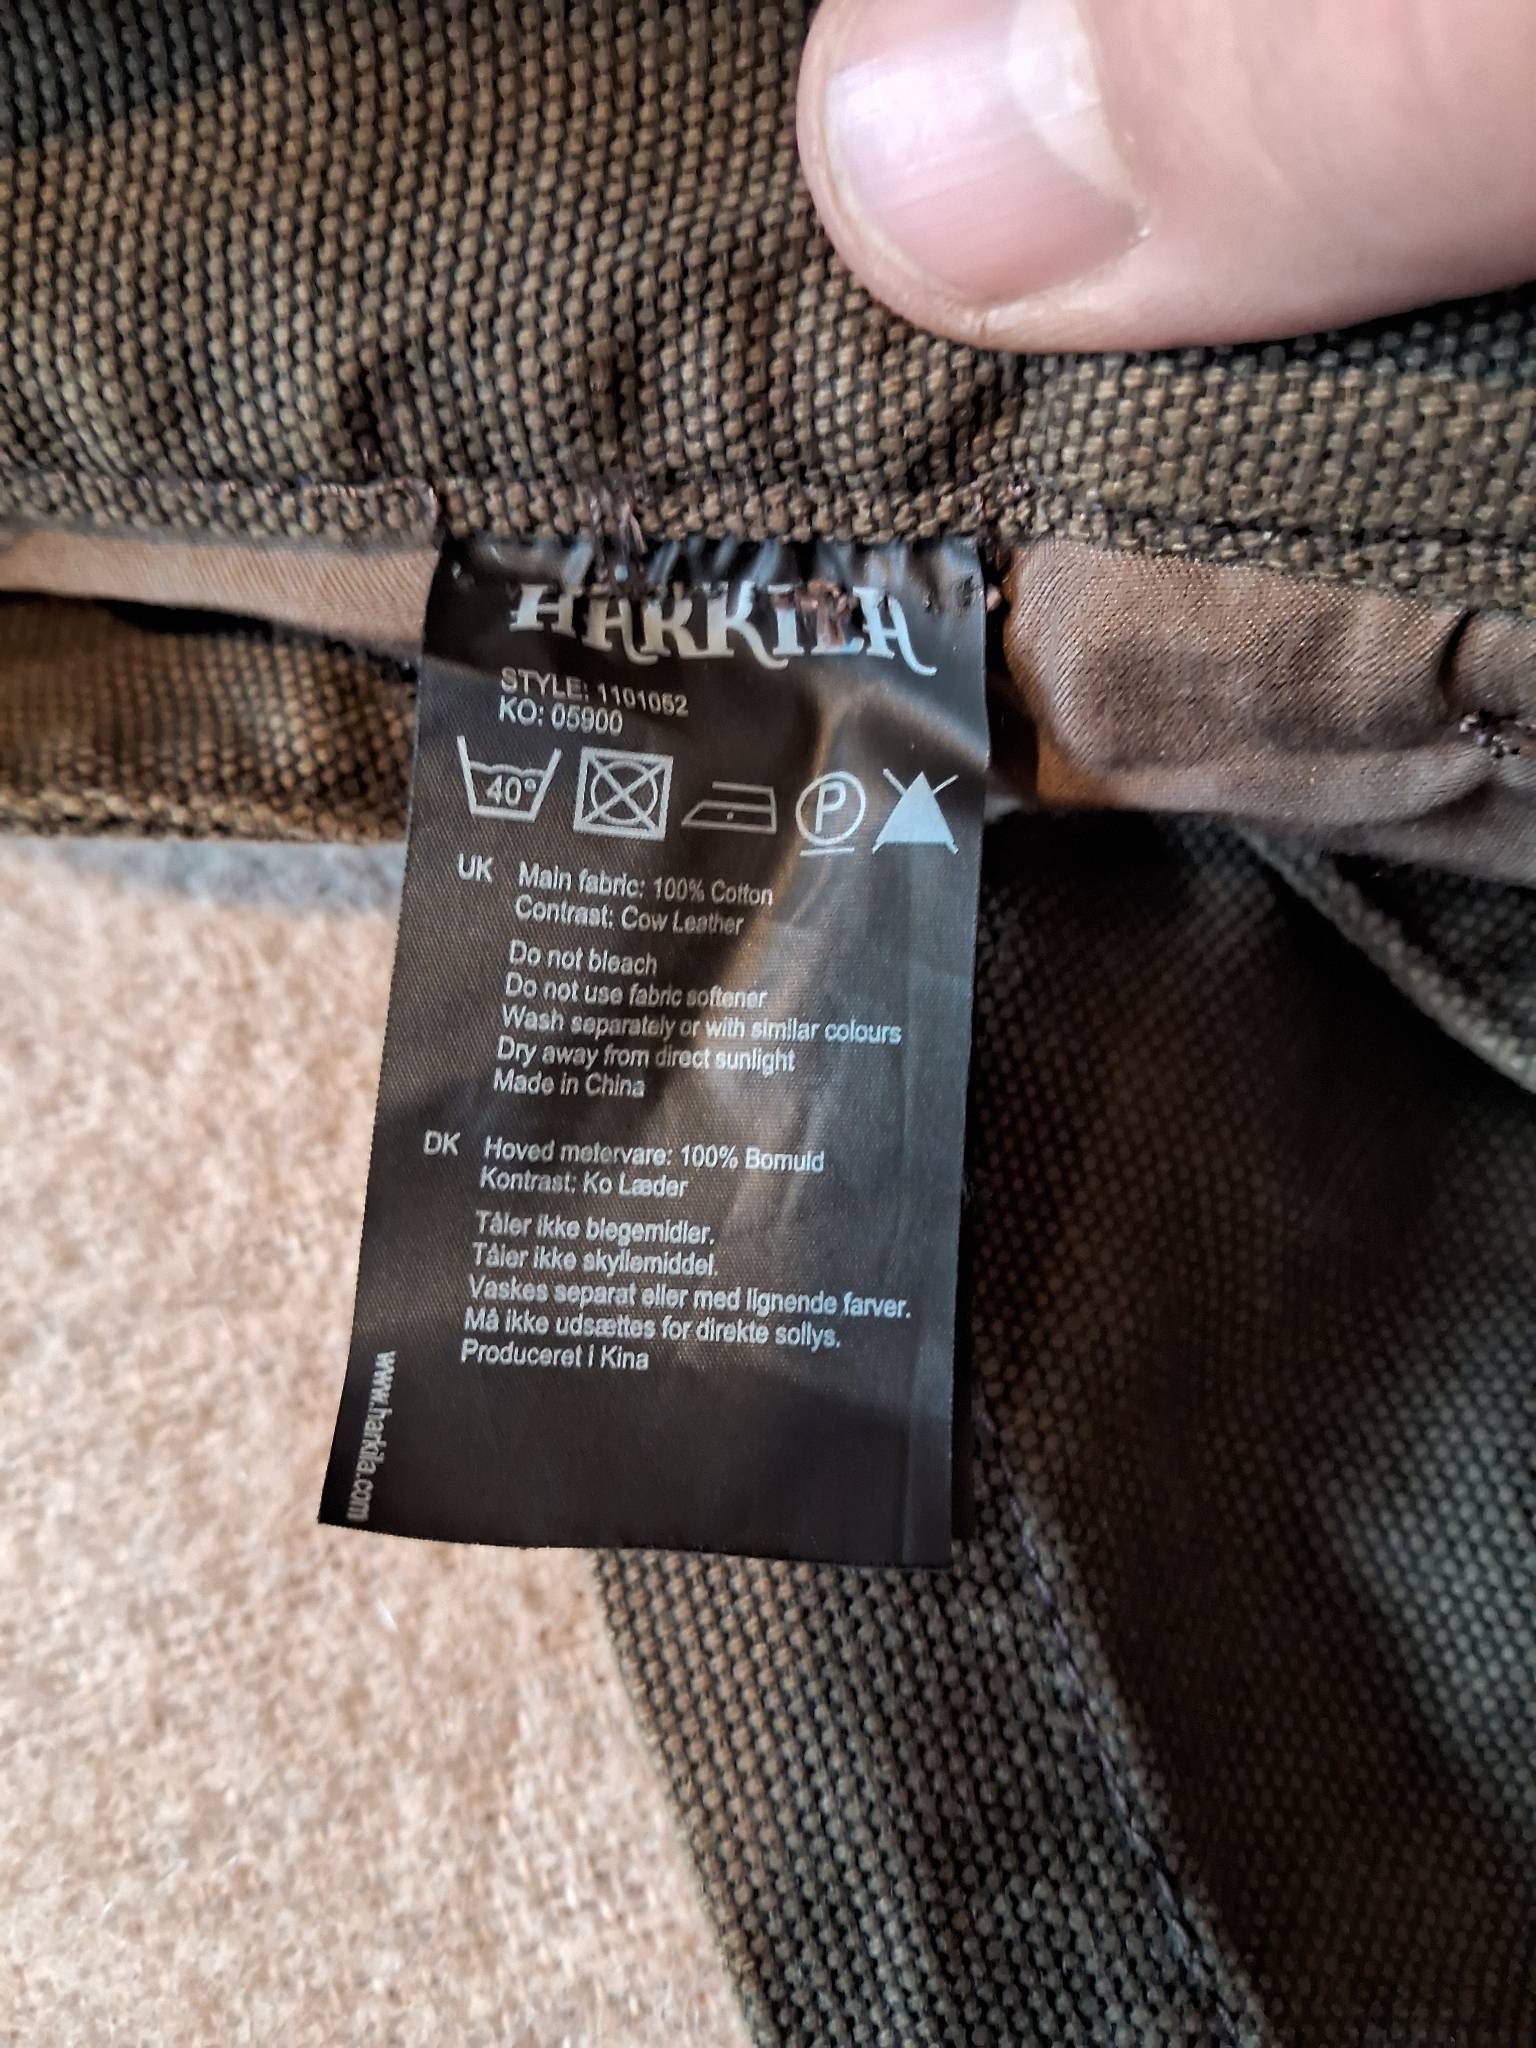 HÄRKILA
STYLE: 1101052
KO: 05900
40°
P
UK Main fabric: 100% Cotton
Contrast: Cow Leather
Do not bleach
Do not use fabric softener
Wash separately or with similar colours
Dry away from direct sunlight
Made in China
DK Hoved metervare: 100% Bomuld
Kontrast: Ko Læder
Tåler ikke blegemidler.
Tåler ikke skyllemiddel.
Vaskes separat eller med lignende farver.
Må ikke udsættes for direkte sollys.
Produceret i Kina
www.harkila.com